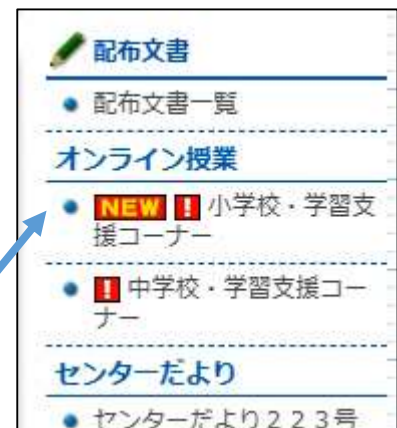 配布文書
配布文書一覧
オンライン授業
NEW ! 小学校・学習支
援コーナー
! 中学校・学習支援コー
ナー
センターだより
センターだより２２３号